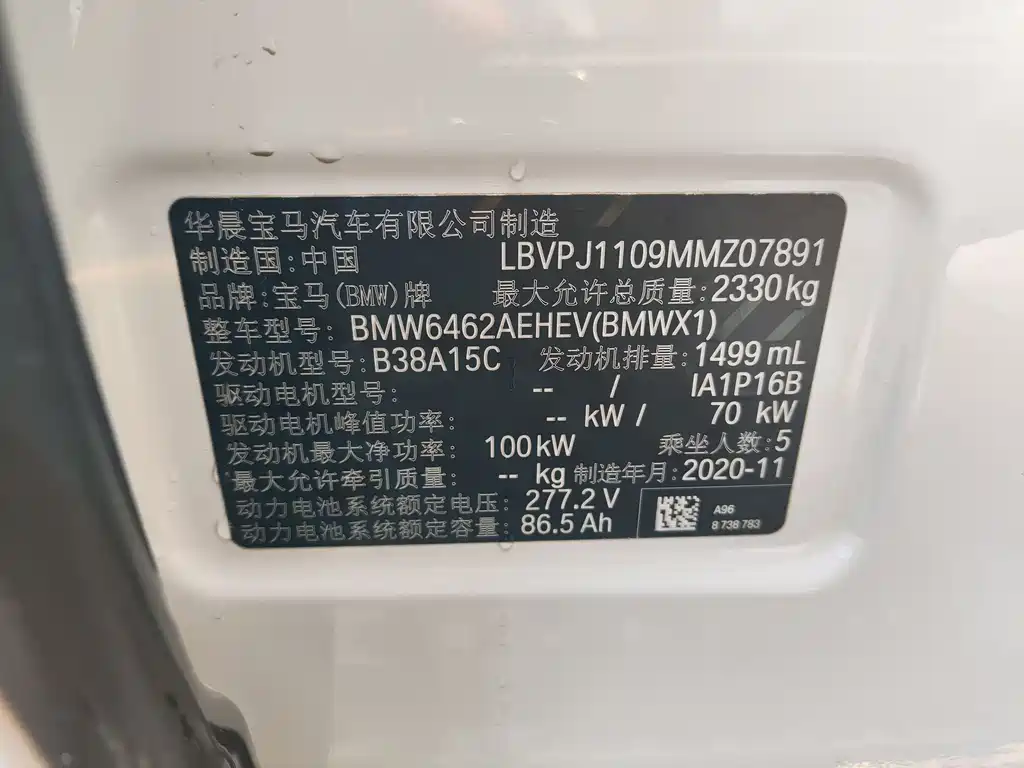 华晨宝马汽车有限公司制造
制造国:中国 LBVPJ1109MMZ07891
品牌:宝马(BMW)牌 最大允许总质量:2330kg
整车型号: BMW6462AEHEV(BMWX1)
发动机型号:B38A15C 发动机排量:1499 mL
驱动电机型号: -- / IA1P16B
驱动电机峰值功率: -- kW / 70 kW
发动机最大净功率: 100kW 乘坐人数:5
最大允许牵引质量: -- kg 制造年月:2020-11
动力电池系统额定电压: 277.2 V
动力电池系统额定容量: 86.5 Ah
A96
8 738 783